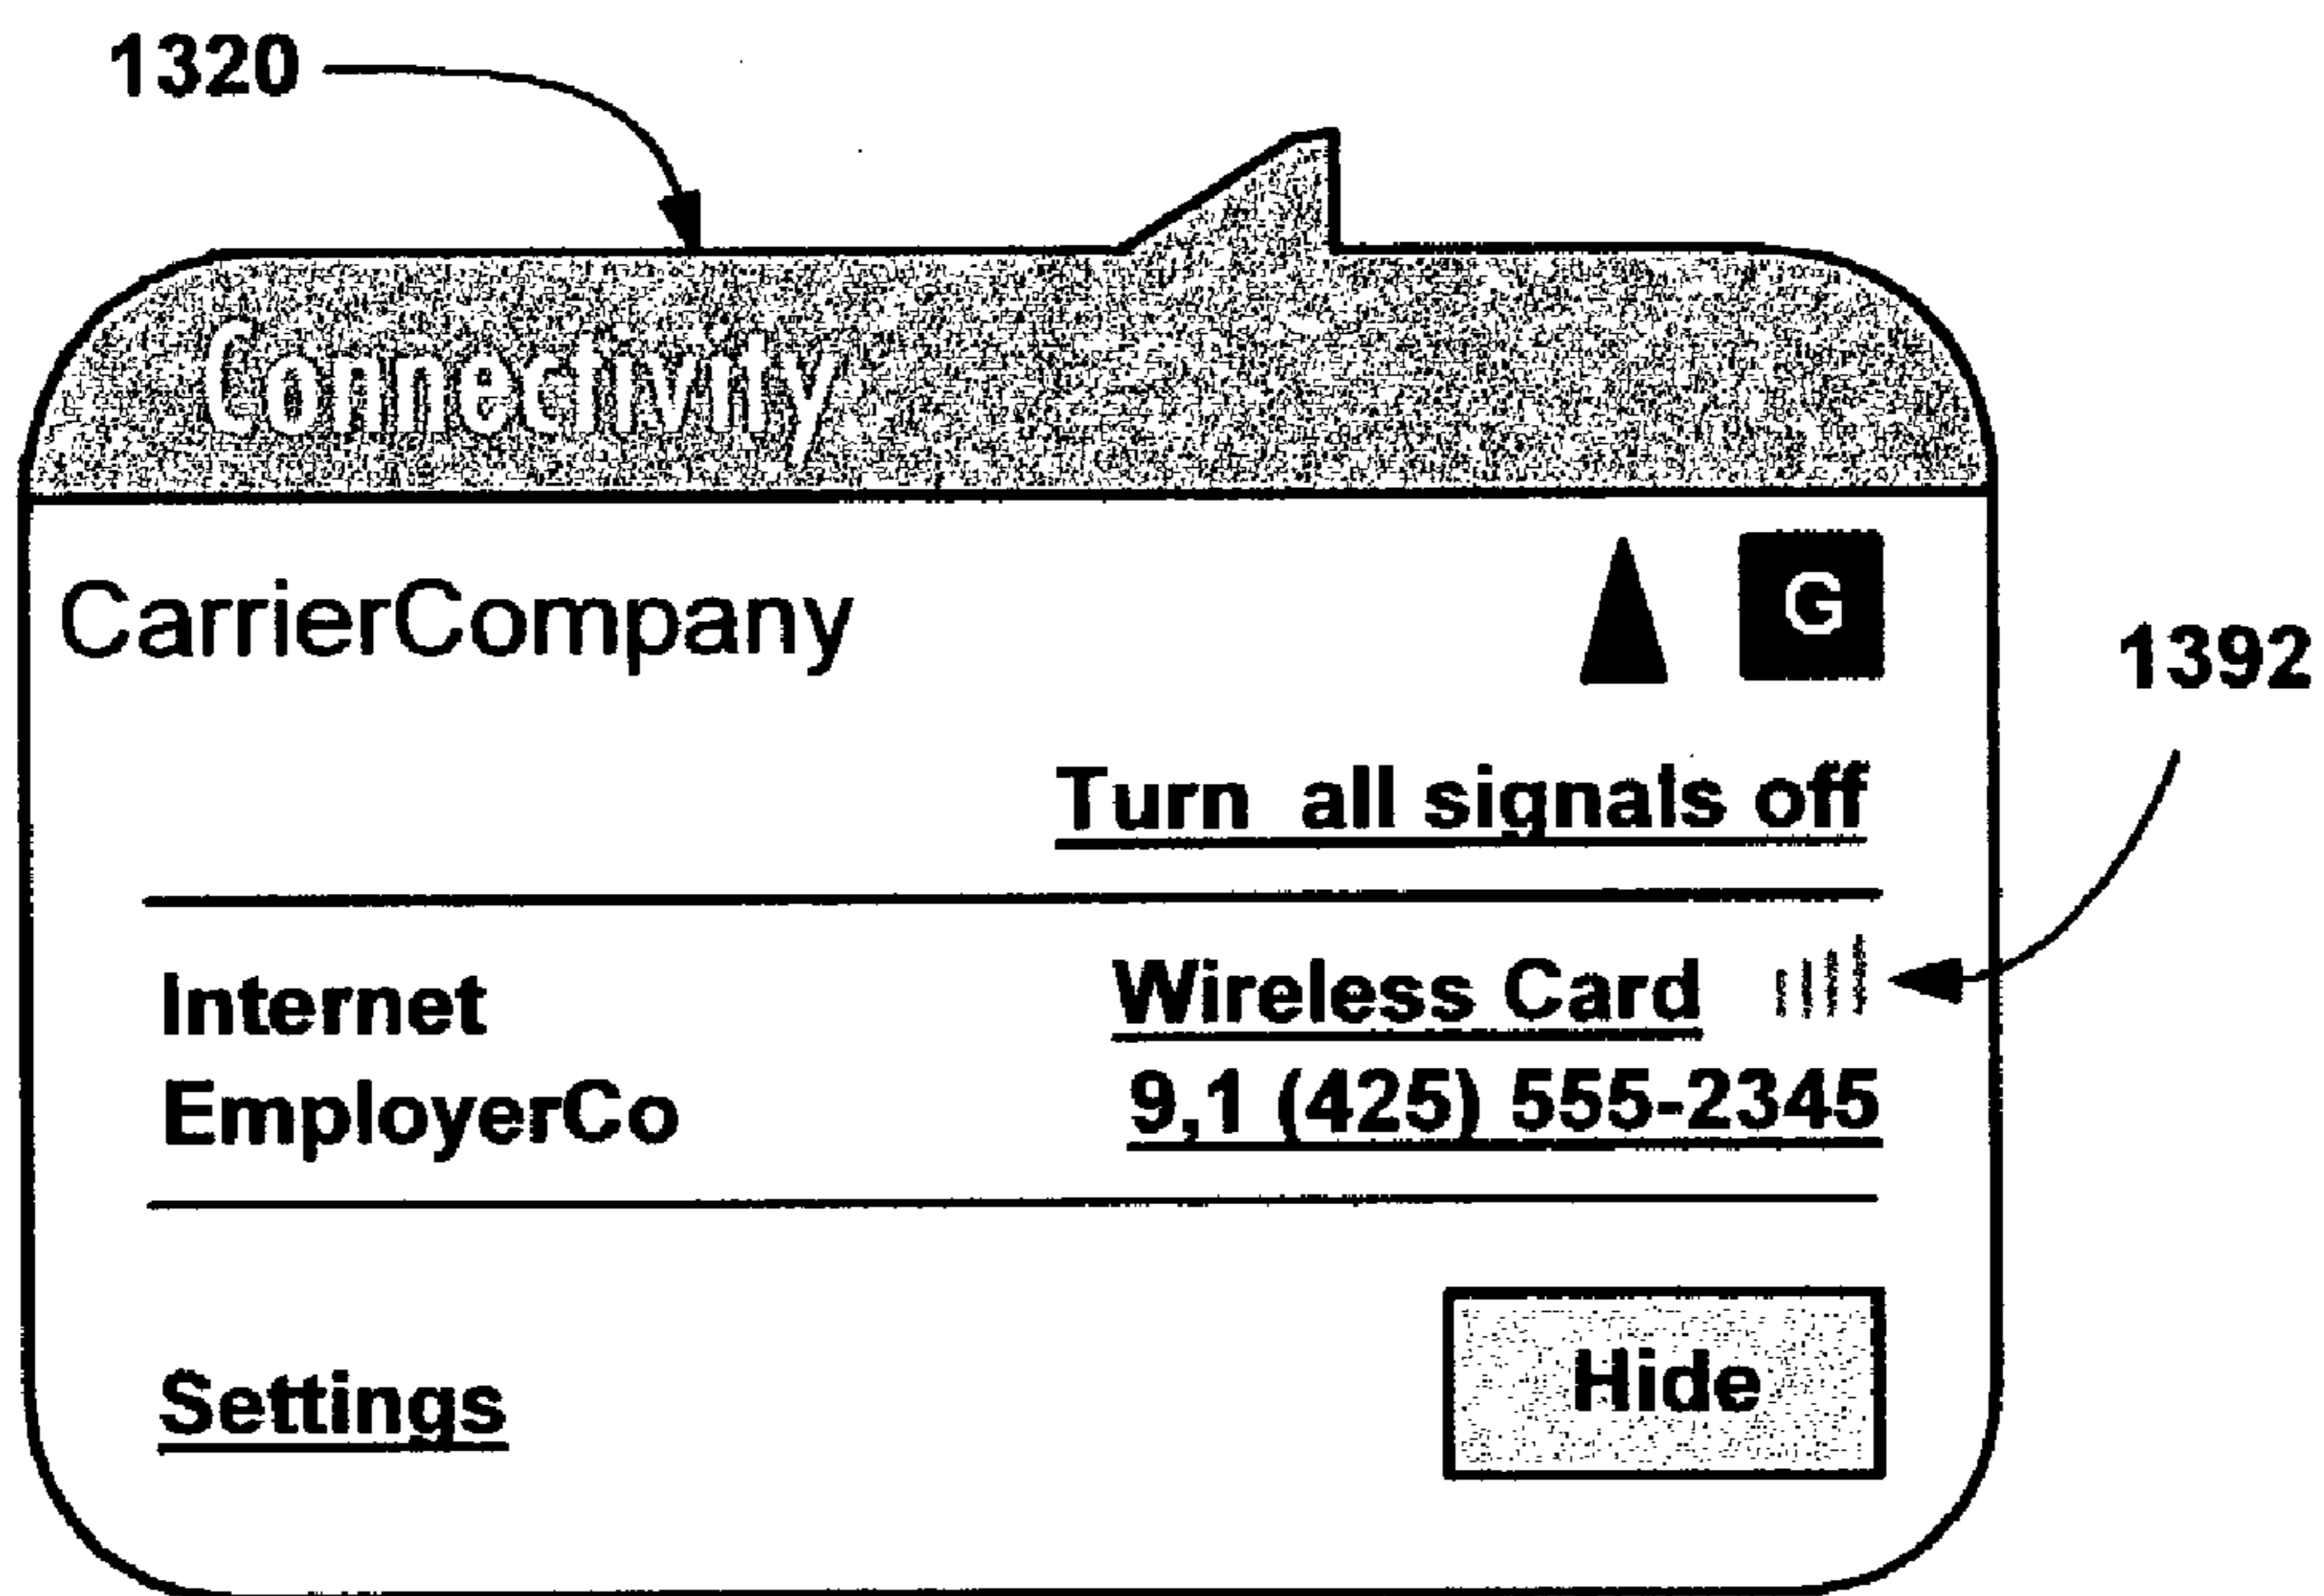 1320
Connectivity
CarrierCompany G
1392
Turn all signals off
Internet Wireless Card
EmployerCo 9,1 (425) 555-2345
Settings Hide